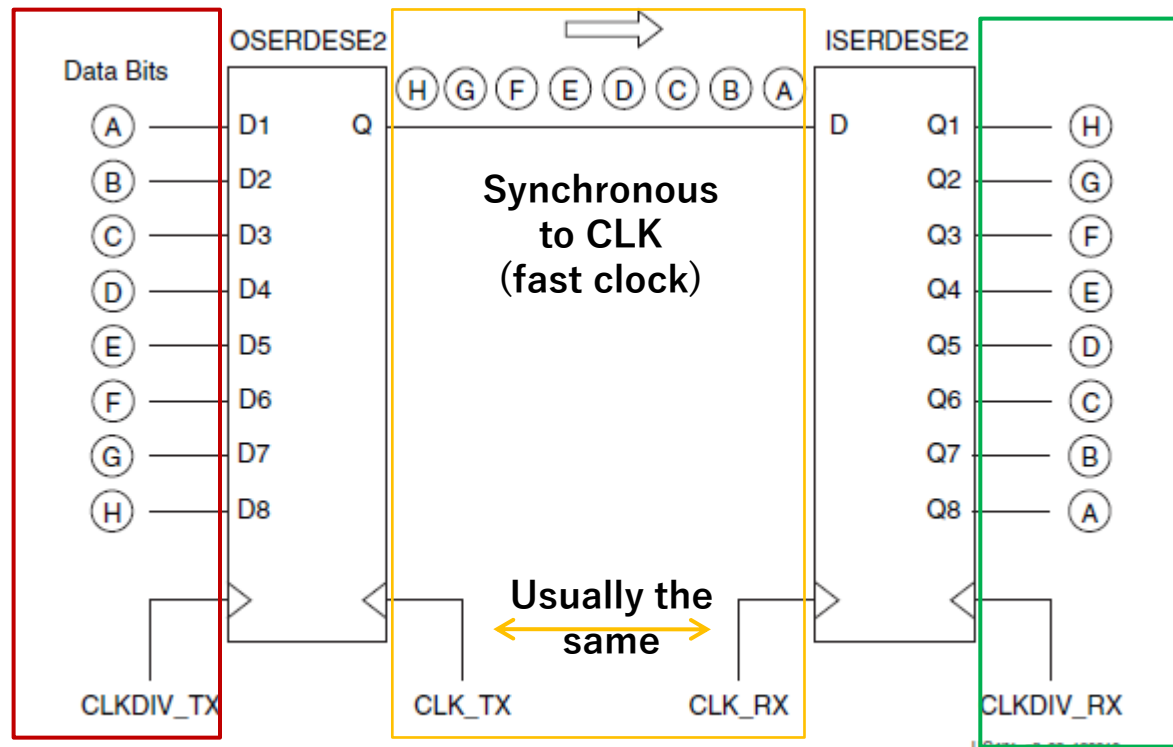 OSERDESE2
ISERDESE2
Data Bits
H G F E D C B A
A D1 Q D Q1 H
B D2 Q2 G
C D3 Q3 F
D D4 Q4 E
E D5 Q5 D
F D6 Q6 C
G D7 Q7 B
H D8 Q8 A
Synchronous
to CLK
(fast clock)
Usually the
same
CLKDIV_TX CLK_TX CLK_RX CLKDIV_RX